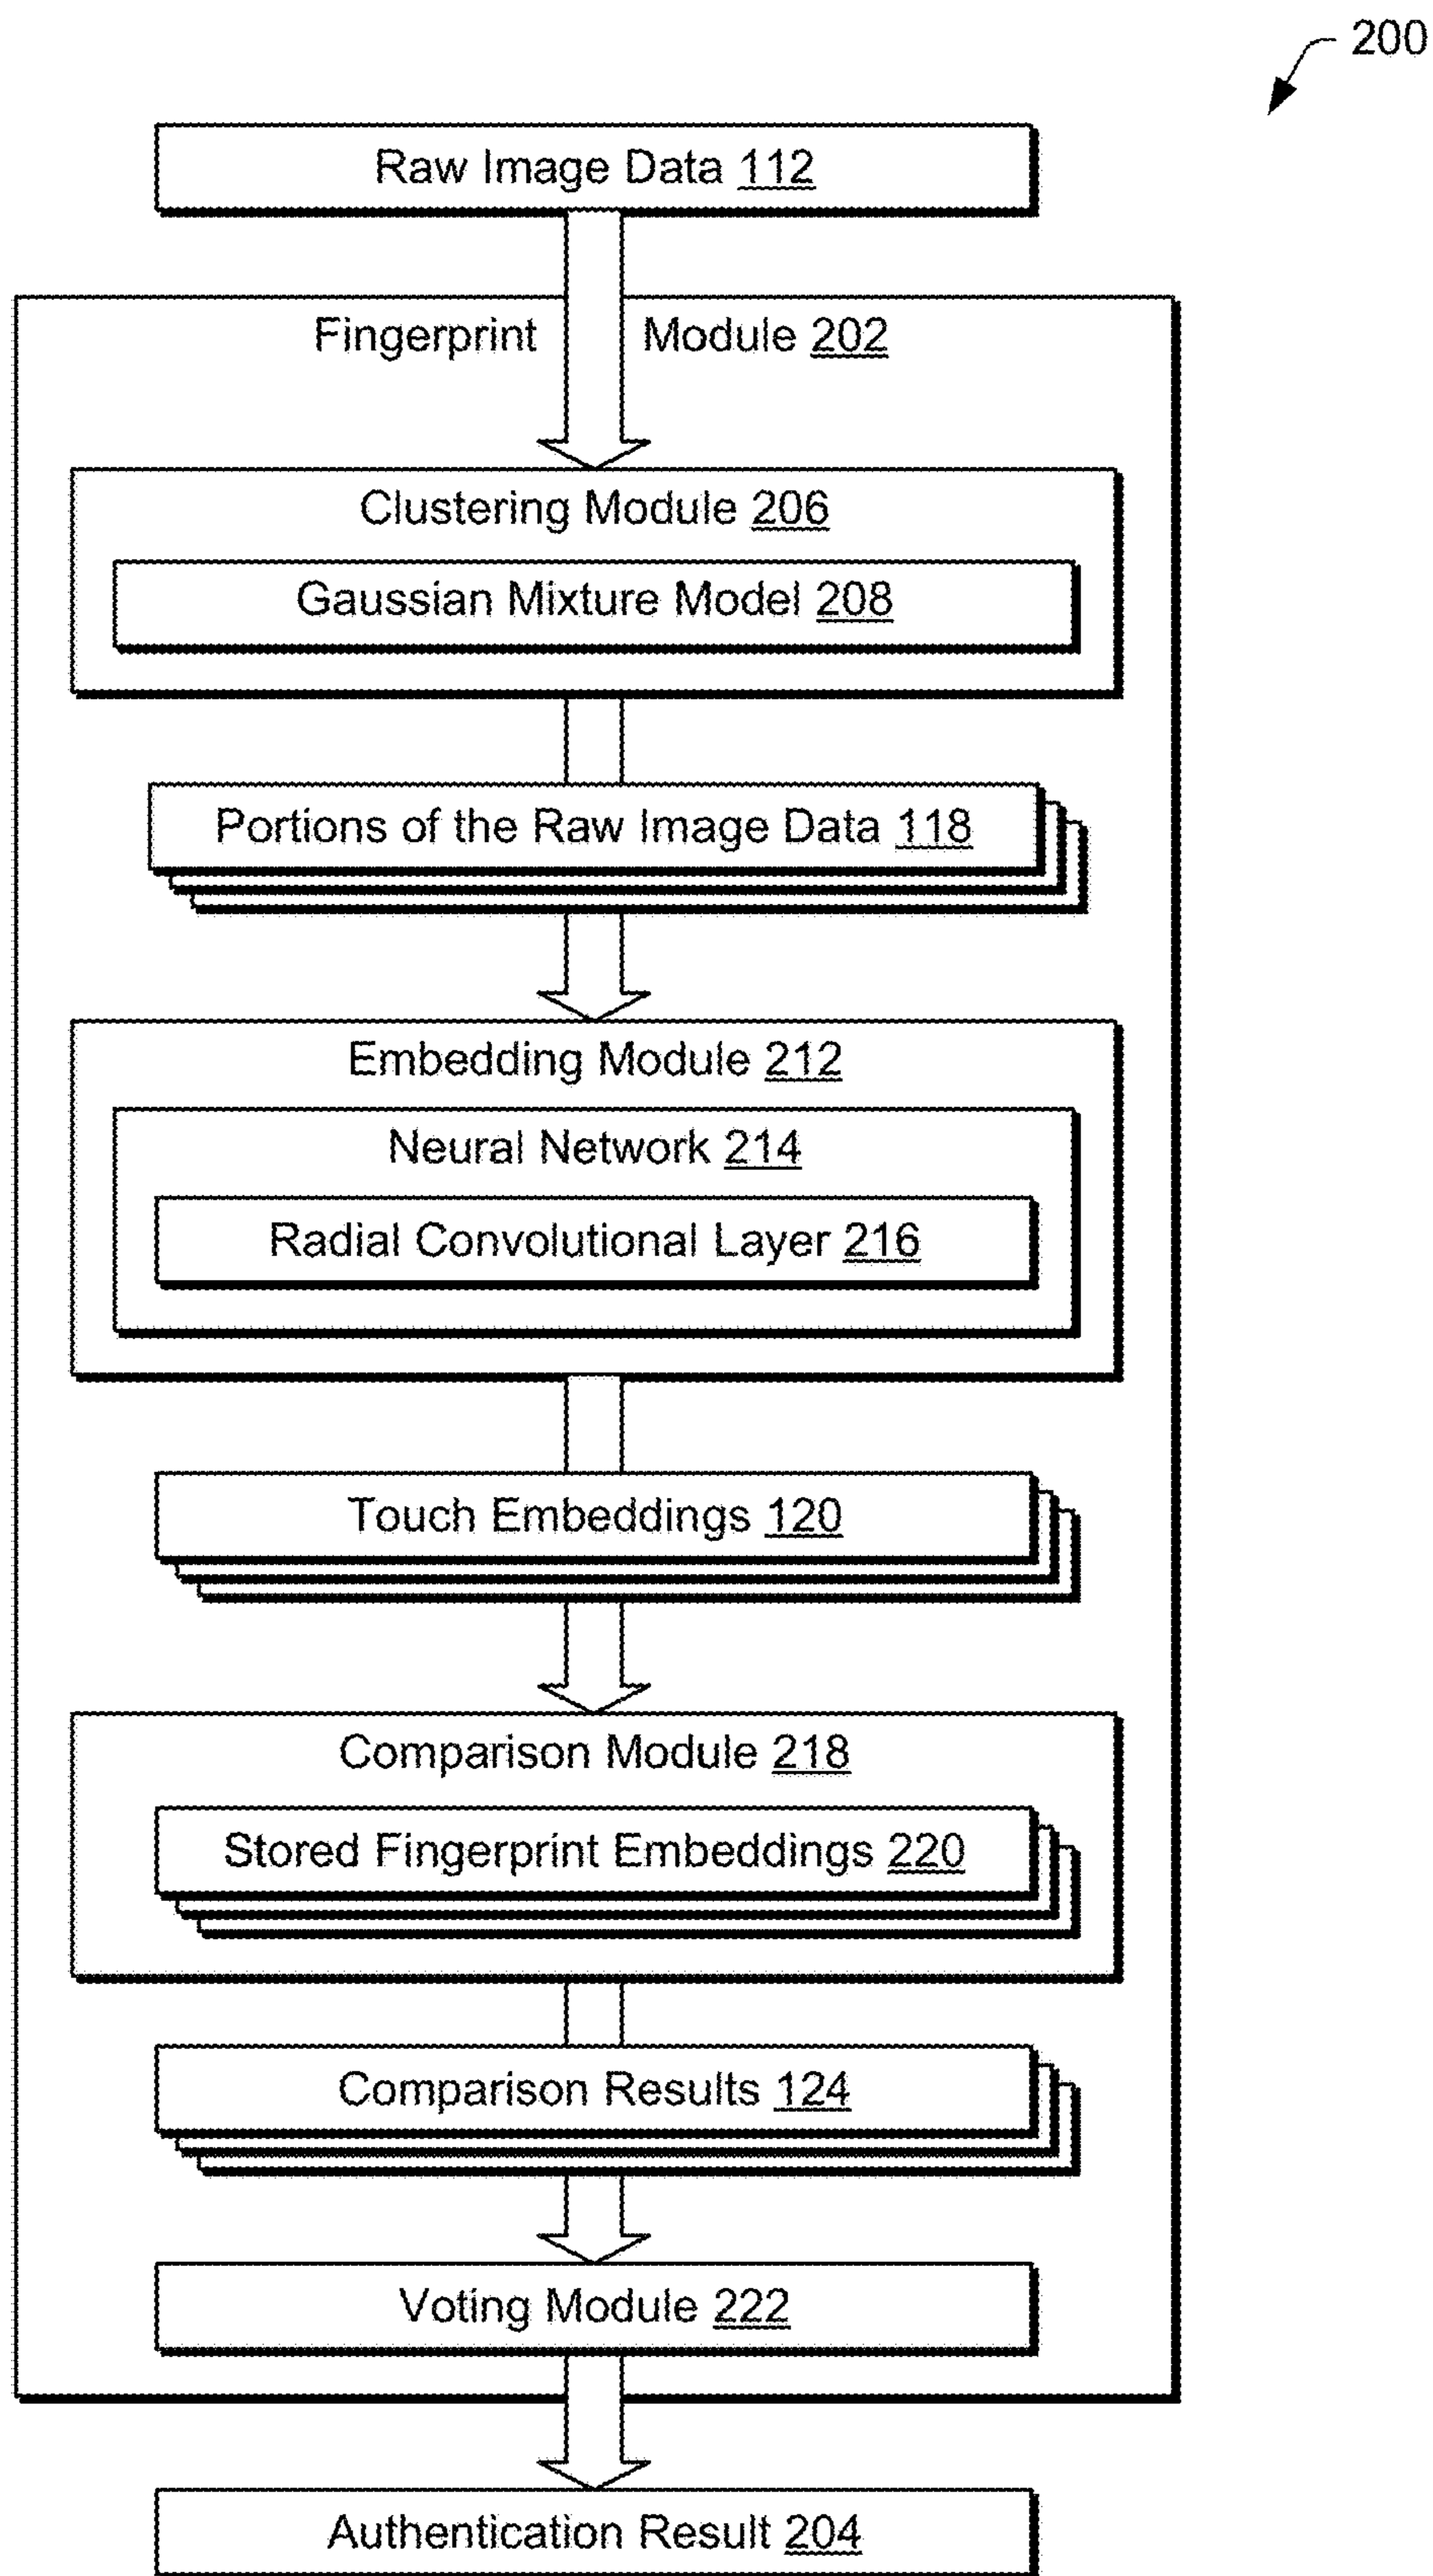 200
Raw Image Data 112
Fingerprint Module 202
Clustering Module 206
Gaussian Mixture Model 208
Portions of the Raw Image Data 118
Embedding Module 212
Neural Network 214
Radial Convolutional Layer 216
Touch Embeddings 120
Comparison Module 218
Stored Fingerprint Embeddings 220
Comparison Results 124
Voting Module 222
Authentication Result 204